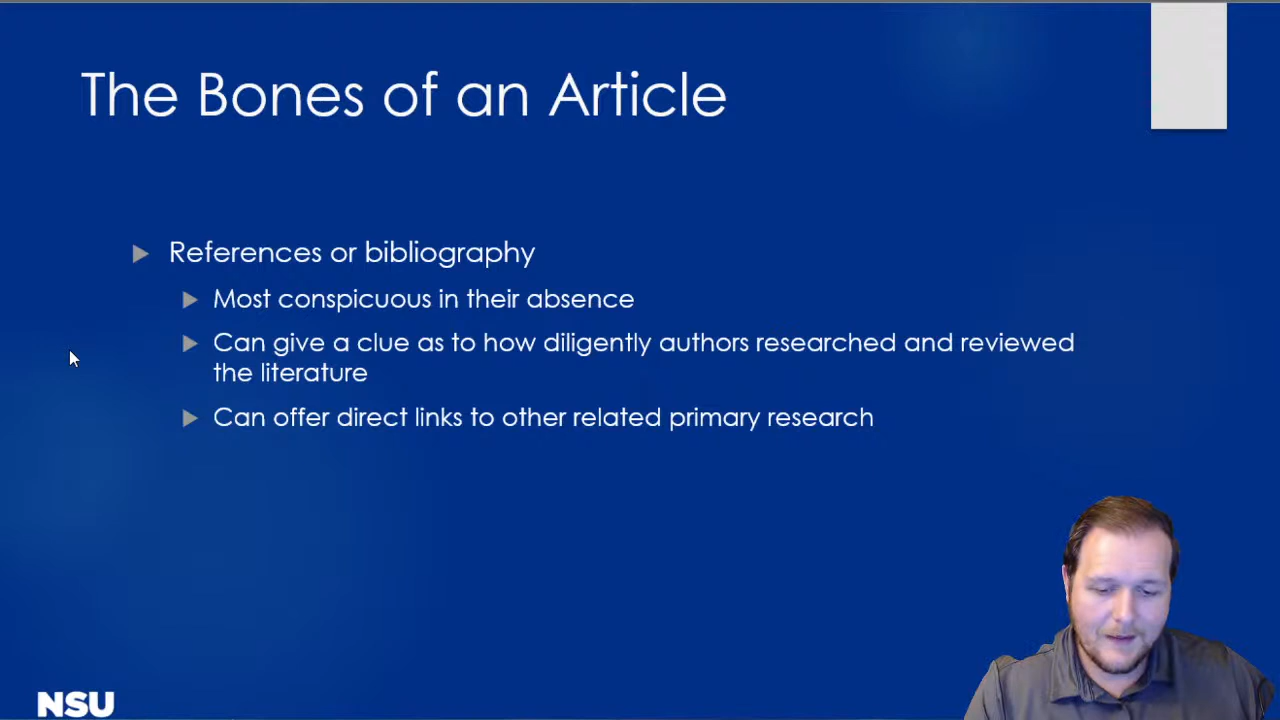 The Bones of an Article
References or bibliography
Most conspicuous in their absence
Can give a clue as to how diligently authors researched and reviewed
the literature
Can offer direct links to other related primary research
NSU